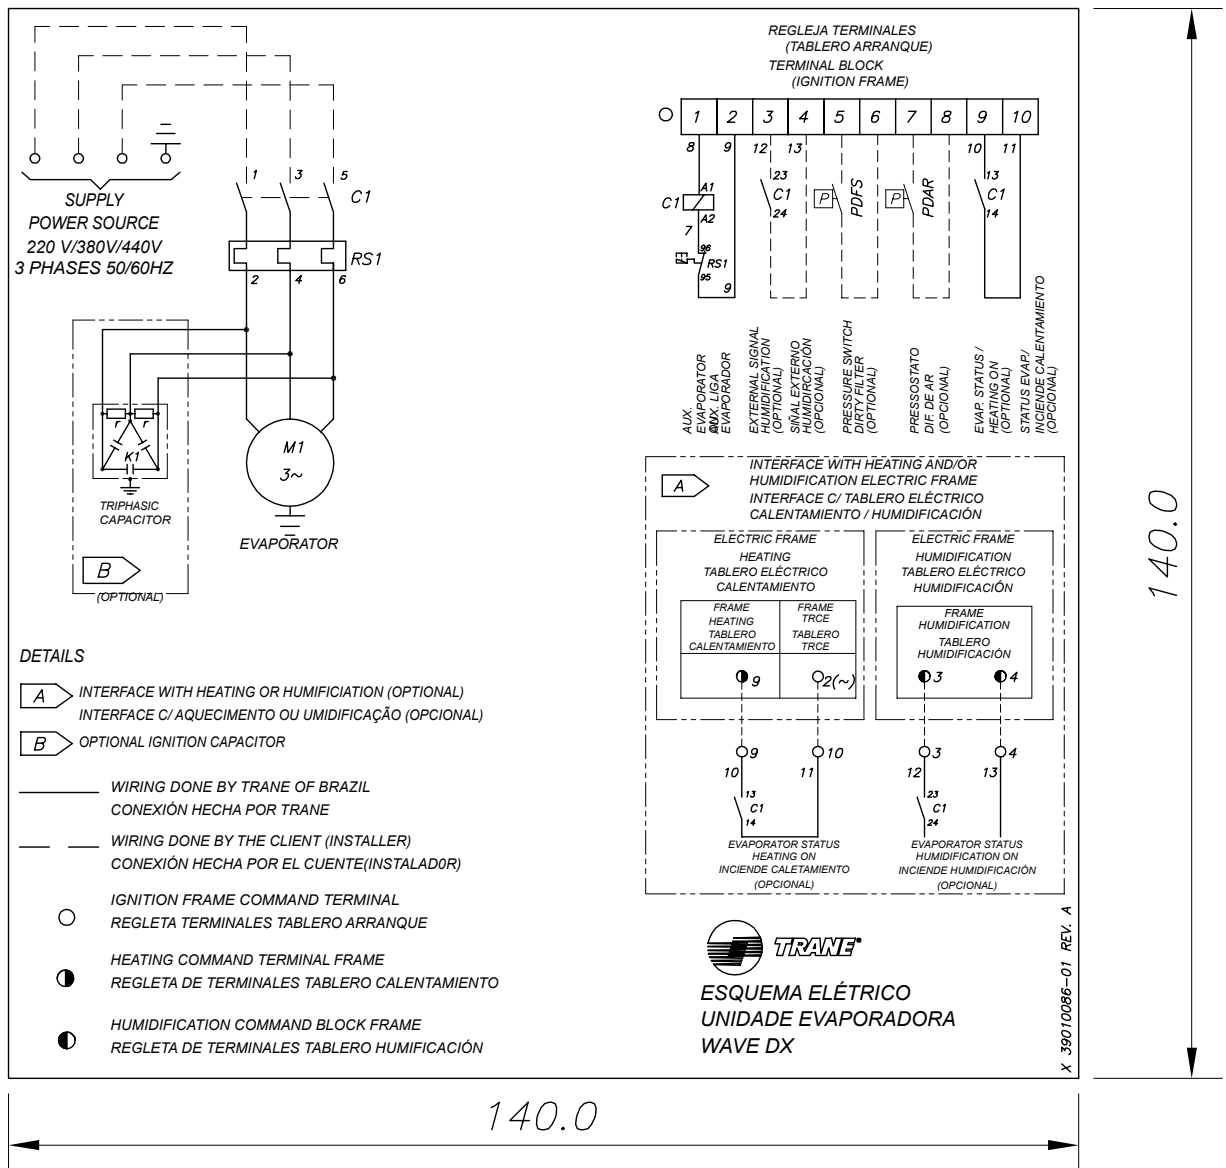 REGLEJA TERMINALES
(TABLERO ARRANQUE)
TERMINAL BLOCK
(IGNITION FRAME)
1 2 3 4 5 6 7 8 9 10
8 9 12 13 10 11
SUPPLY
POWER SOURCE
220 V/380V/440V
3 PHASES 50/60HZ
1 3 5
C1
RS1
2 4 6
C1
A1
A2
7
96
RS1
95
9
23
C1
24
P
PDFS
P
PDAR
13
C1
14
AUX.
EVAPORATOR
AUX. LIGA
EVAPORADOR
EXTERNAL SIGNAL
HUMIDIFICATION
(OPTIONAL)
SIÑALEXTERNO
HUMIDIRCACIÓN
(OPCIONAL)
PRESSURE SWITCH
DIRTY FILTER
(OPTIONAL)
PRESSOSTATO
DIF. DE AR
(OPCIONAL)
EVAP. STATUS /
HEATING ON
(OPTIONAL)
STATUS EVAP./
INCIENDE CALENTAMIENTO
(OPCIONAL)
r r
K1
TRIPHASIC
CAPACITOR
M1
3~
EVAPORATOR
B
(OPTIONAL)
A
INTERFACE WITH HEATING AND/OR
HUMIDIFICATION ELECTRIC FRAME
INTERFACE C/ TABLERO ELÉCTRICO
CALENTAMIENTO / HUMIDIFICACIÓN
ELECTRIC FRAME
HEATING
TABLERO ELÉCTRICO
CALENTAMIENTO
FRAME
HEATING
TABLERO
CALENTAMIENTO
FRAME
TRCE
TABLERO
TRCE
9
2(~)
9
10
10
11
13
C1
14
EVAPORATOR STATUS
HEATING ON
INCIENDE CALETAMIENTO
(OPCIONAL)
ELECTRIC FRAME
HUMIDIFICATION
TABLERO ELÉCTRICO
HUMIDIFICACIÓN
FRAME
HUMIDIFICATION
TABLERO
HUMIDIFICACIÓN
3
4
3
4
12
13
23
C1
24
EVAPORATOR STATUS
HUMIDIFICATION ON
INCIENDE HUMIDIFICACIÓN
(OPCIONAL)
DETAILS
A
INTERFACE WITH HEATING OR HUMIFICIATION (OPTIONAL)
INTERFACE C/ AQUECIMENTO OU UMIDIFICAÇÃO (OPCIONAL)
B
OPTIONAL IGNITION CAPACITOR
WIRING DONE BY TRANE OF BRAZIL
CONEXIÓN HECHA POR TRANE
WIRING DONE BY THE CLIENT (INSTALLER)
CONEXIÓN HECHA POR EL CUENTE(INSTALAD0R)
IGNITION FRAME COMMAND TERMINAL
REGLETA TERMINALES TABLERO ARRANQUE
HEATING COMMAND TERMINAL FRAME
REGLETA DE TERMINALES TABLERO CALENTAMIENTO
HUMIDIFICATION COMMAND BLOCK FRAME
REGLETA DE TERMINALES TABLERO HUMIFICACIÓN
TRANE
ESQUEMA ELÉTRICO
UNIDADE EVAPORADORA
WAVE DX
X 39010086-01 REV. A
140.0
140.0